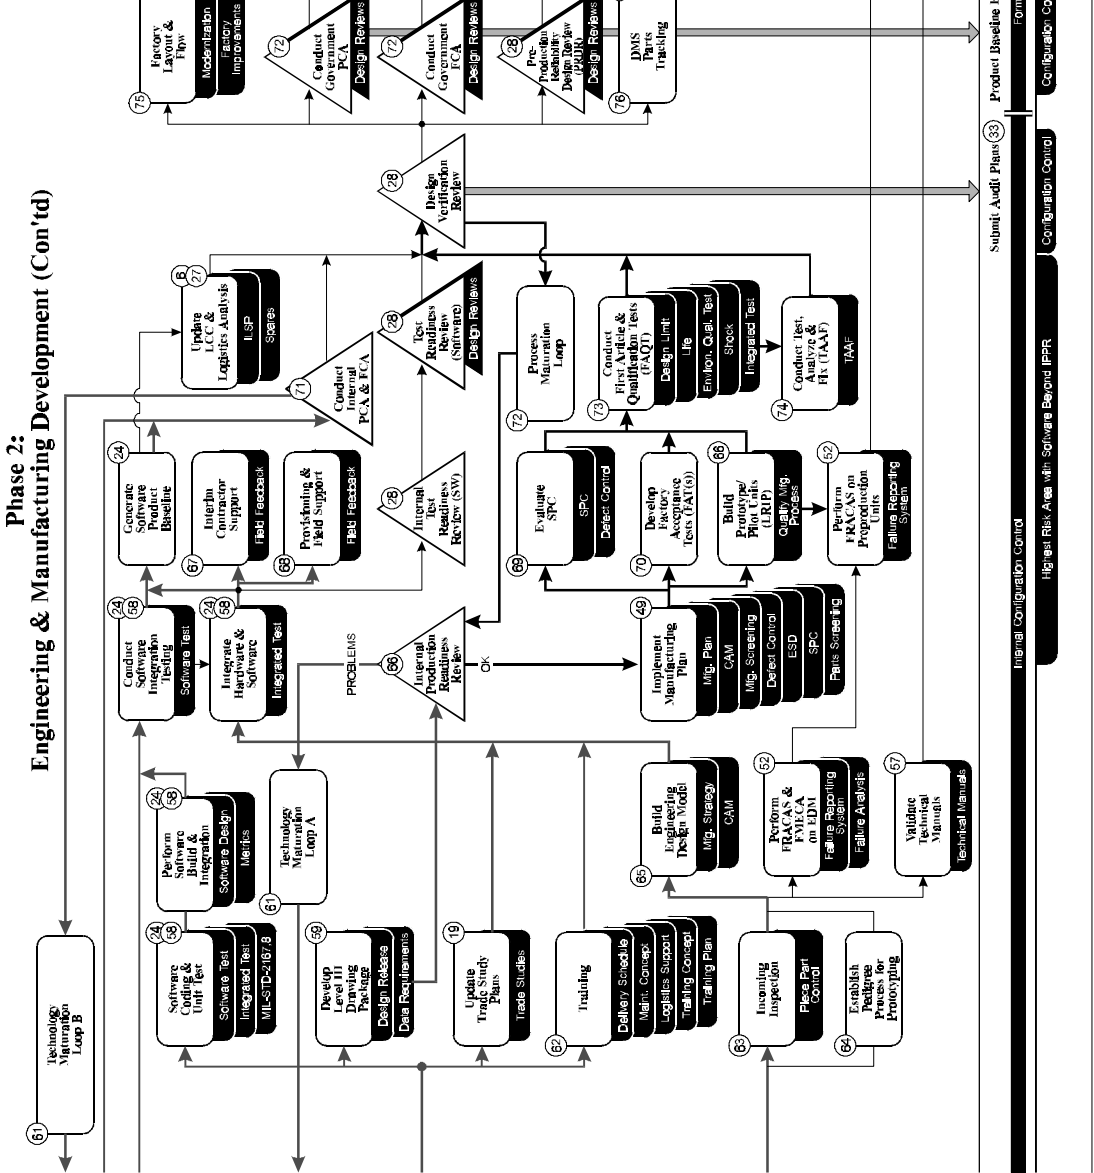 Phase 2:
Engineering & Manufacturing Development (Con'td)
61
Technology
Maturation
Loop B
24
58
Software
Coding &
Unit Test
Software Test
Integrated Test
MIL-STD-2167.8
24
58
Perform
Software
Build &
Integration
Software Design
Metrics
24
58
Conduct
Software
Integration
Testing
Software Test
24
58
Integrate
Hardware &
Software
Integrated Test
24
Generate
Software
Product
Baseline
67
Interim
Contractor
Support
Field Feedback
68
Provisioning &
Field Support
Field Feedback
6
27
Update
LCC &
Logistics Analysis
ILSP
Spares
71
Conduct
Internal
PCA & FCA
75
Factory
Layout &
Flow
Modernization
Factory
Improvements
72
Conduct
Government
PCA
Design Reviews
72
Conduct
Government
FCA
Design Reviews
28
Pre-
Production
Reliability
Design Review
(PRDR)
Design Reviews
76
DMS
Parts
Tracking
59
Develop
Level III
Drawing
Package
Design Release
Data Requirements
61
Technology
Maturation
Loop A
PROBLEMS
66
Internal
Production
Readiness
Review
OK
28
Internal
Test
Readiness
Review (SW)
28
Test
Readiness
Review
(Software)
Design Reviews
28
Design
Verification
Review
19
Update
Trade Study
Plans
Trade Studies
62
Training
Delivery Schedule
Maint. Concept
Logistics Support
Training Concept
Training Plan
69
Evaluate
SPC
SPC
Defect Control
72
Process
Maturation
Loop
65
Build
Engineering
Design Model
Mfg. Strategy
CAM
49
Implement
Manufacturing
Plan
Mfg. Plan
CAM
Mfg. Screening
Defect Control
ESD
SPC
Parts Screening
70
Develop
Factory
Acceptance
Tests (FAT(s)
66
Build
Prototype/
Pilot Units
(LRIP)
Quality Mfg.
Process
73
Conduct
First Article &
Qualification Tests
(FAQT)
Design Limit
Life
Environ. Qual. Test
Shock
Integrated Test
74
Conduct Test,
Analyze &
Fix (TAAF)
TAAF
63
Incoming
Inspection
Piece Part
Control
64
Establish
Pedigree
Process for
Prototyping
52
Perform
FRACAS &
FMECA
on EDM
Failure Reporting
System
Failure Analysis
52
Perform
FRACAS on
Preproduction
Units
Failure Reporting
System
57
Validate
Technical
Manuals
Technical Manuals
Submit Audit Plans 33
Product Baseline
Internal Configuration Control
Form
Highest Risk Area with Software Beyond IPPR
Configuration Control
Configuration Co